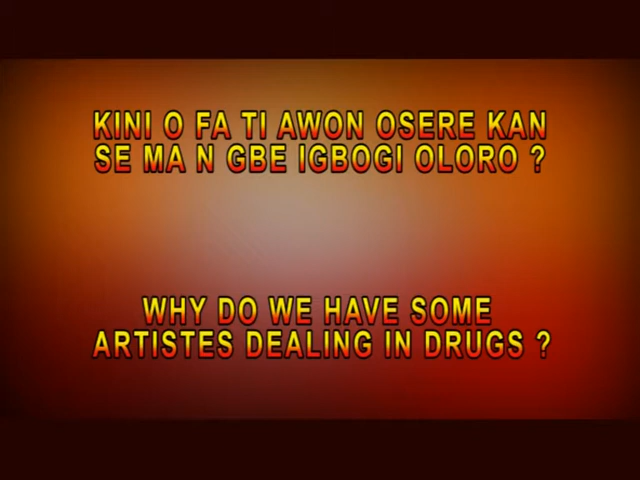 KINI O FA TI AWON OSERE KAN
SE MA N GBE IGBOGI OLORO ?
WHY DO WE HAVE SOME
ARTISTES DEALING IN DRUGS ?